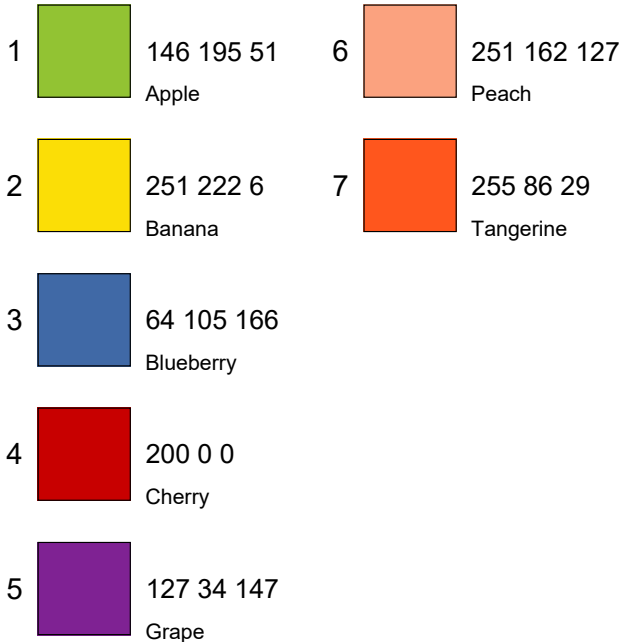 1 146 195 51
Apple
2 251 222 6
Banana
3 64 105 166
Blueberry
4 200 0 0
Cherry
5 127 34 147
Grape
6 251 162 127
Peach
7 255 86 29
Tangerine